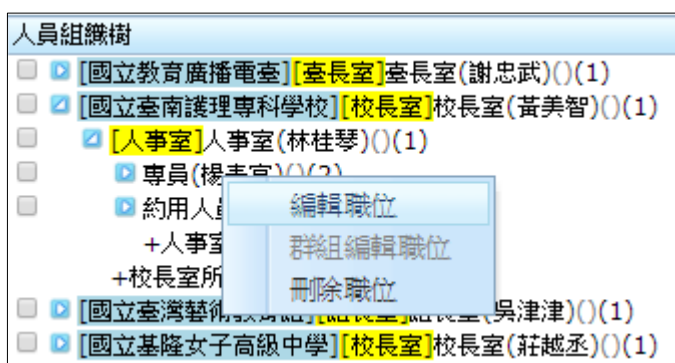 人員組織樹
[國立教育廣播電臺][臺長室]臺長室(謝忠武)()(1)
[國立臺南護理專科學校][校長室]校長室(黃美智)()(1)
[人事室]人事室(林桂琴)()(1)
專員(楊
()(2)
約用人員
+人事室
+校長室所
編輯職位
群組編輯職位
刪除職位
[國立臺灣藝術
長室(吳津津)()(1)
[國立基隆女子高級中學][校長室]校長室(莊越丞)()(1)